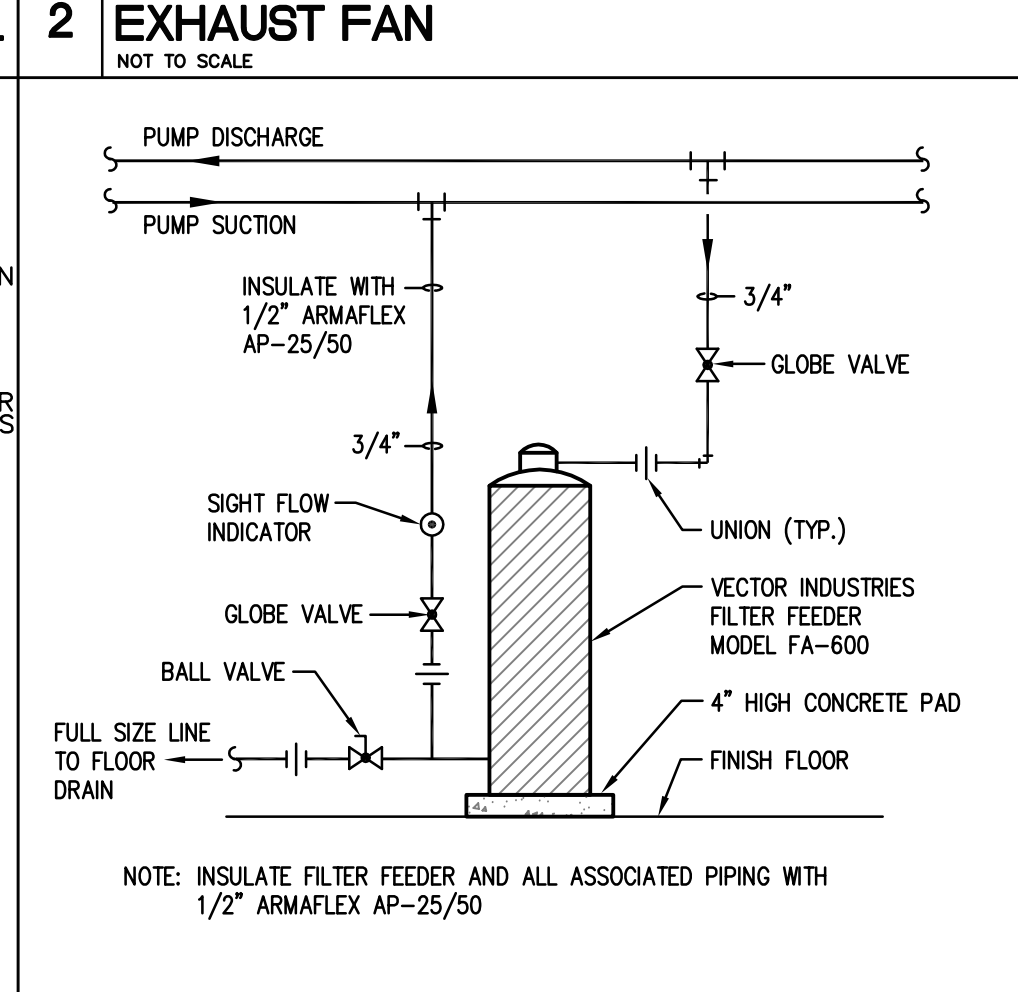 2 EXHAUST FAN
NOT TO SCALE
PUMP DISCHARGE
PUMP SUCTION
INSULATE WITH
1/2" ARMAFLEX
AP-25/50
3/4"
GLOBE VALVE
3/4"
SIGHT FLOW
INDICATOR
UNION (TYP.)
GLOBE VALVE
VECTOR INDUSTRIES
FILTER FEEDER
MODEL FA-600
BALL VALVE
4" HIGH CONCRETE PAD
FULL SIZE LINE
TO FLOOR
DRAIN
FINISH FLOOR
NOTE: INSULATE FILTER FEEDER AND ALL ASSOCIATED PIPING WITH
1/2" ARMAFLEX AP-25/50
N
R
S